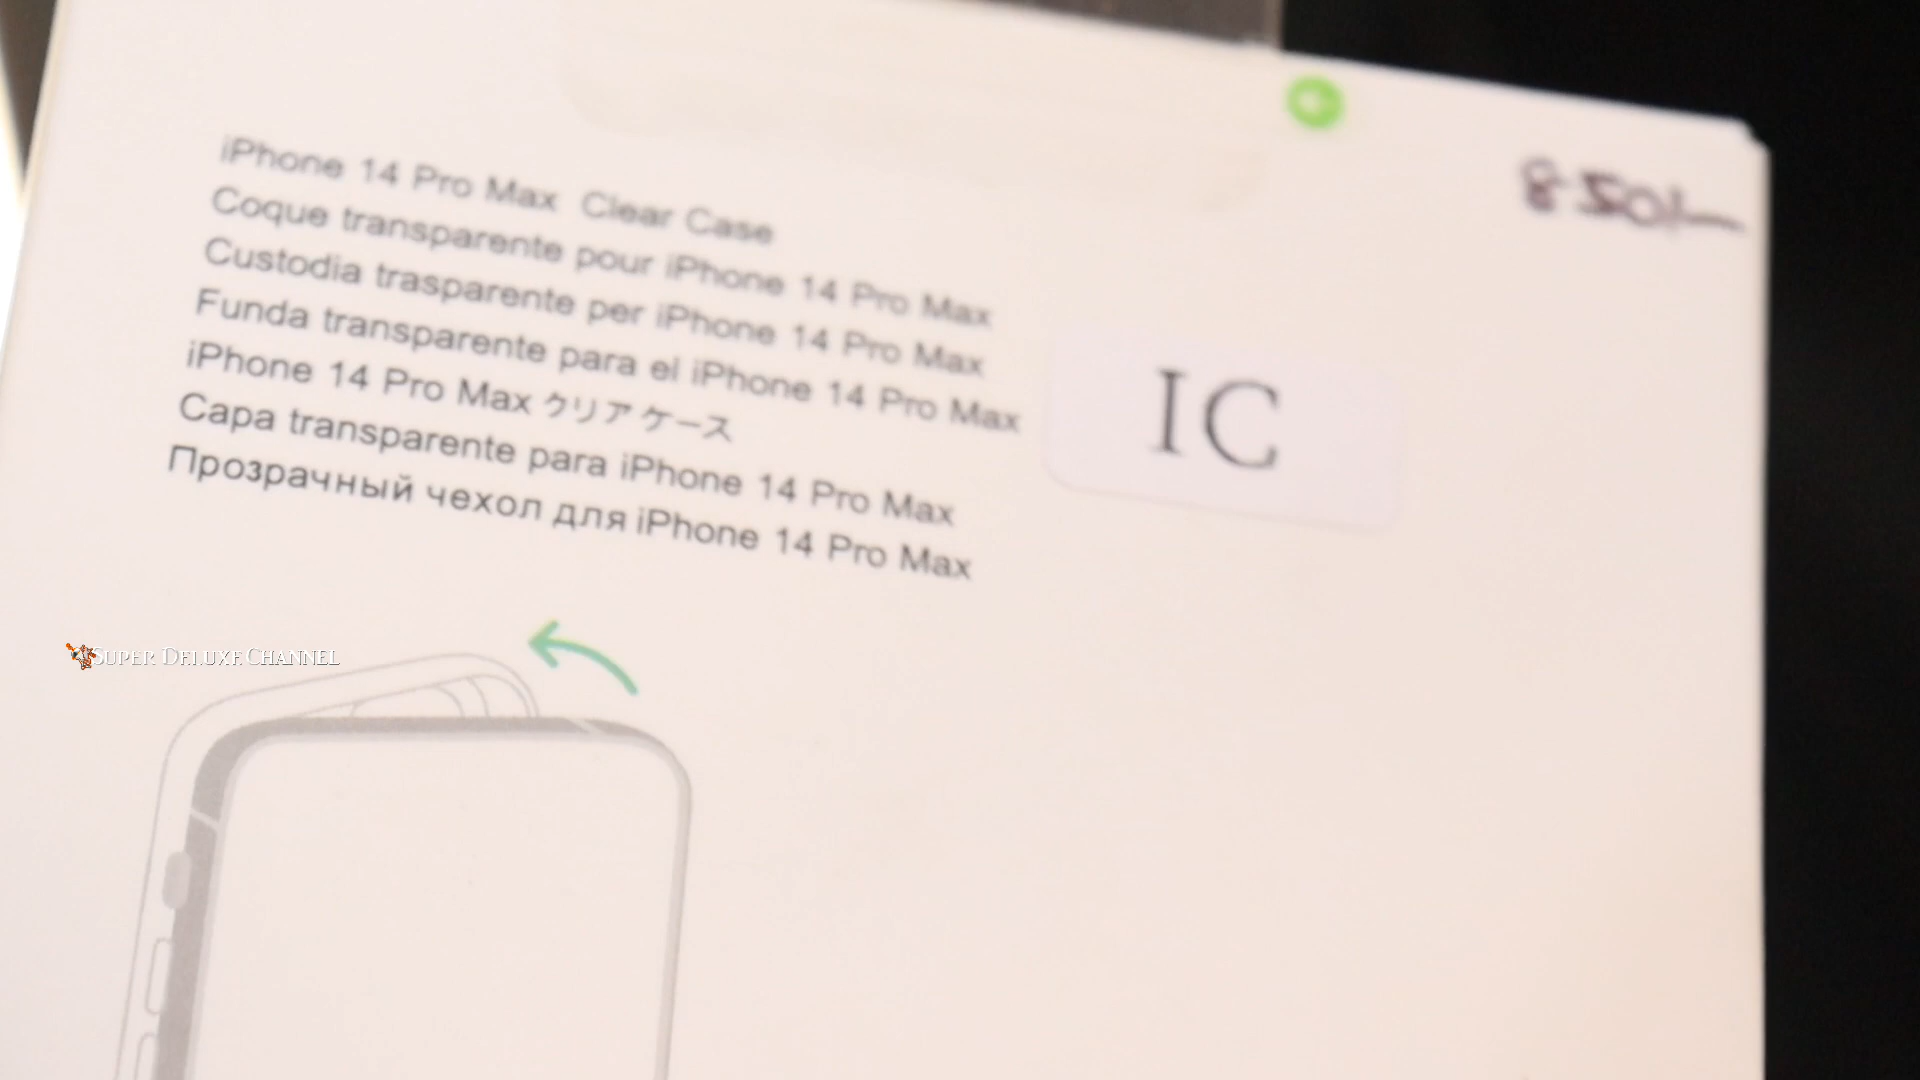 iPhone 14 Pro Max Clear Case
Coque transparente pour iPhone 14 Pro Max
Custodia trasparente per iPhone 14 Pro Max
Funda transparente para el iPhone 14 Pro Max
iPhone 14 Pro Max クリアケース
Capa transparente para iPhone 14 Pro Max
Прозрачный чехол для iPhone 14 Pro Max
IC
SUPER DELUXE CHANNEL